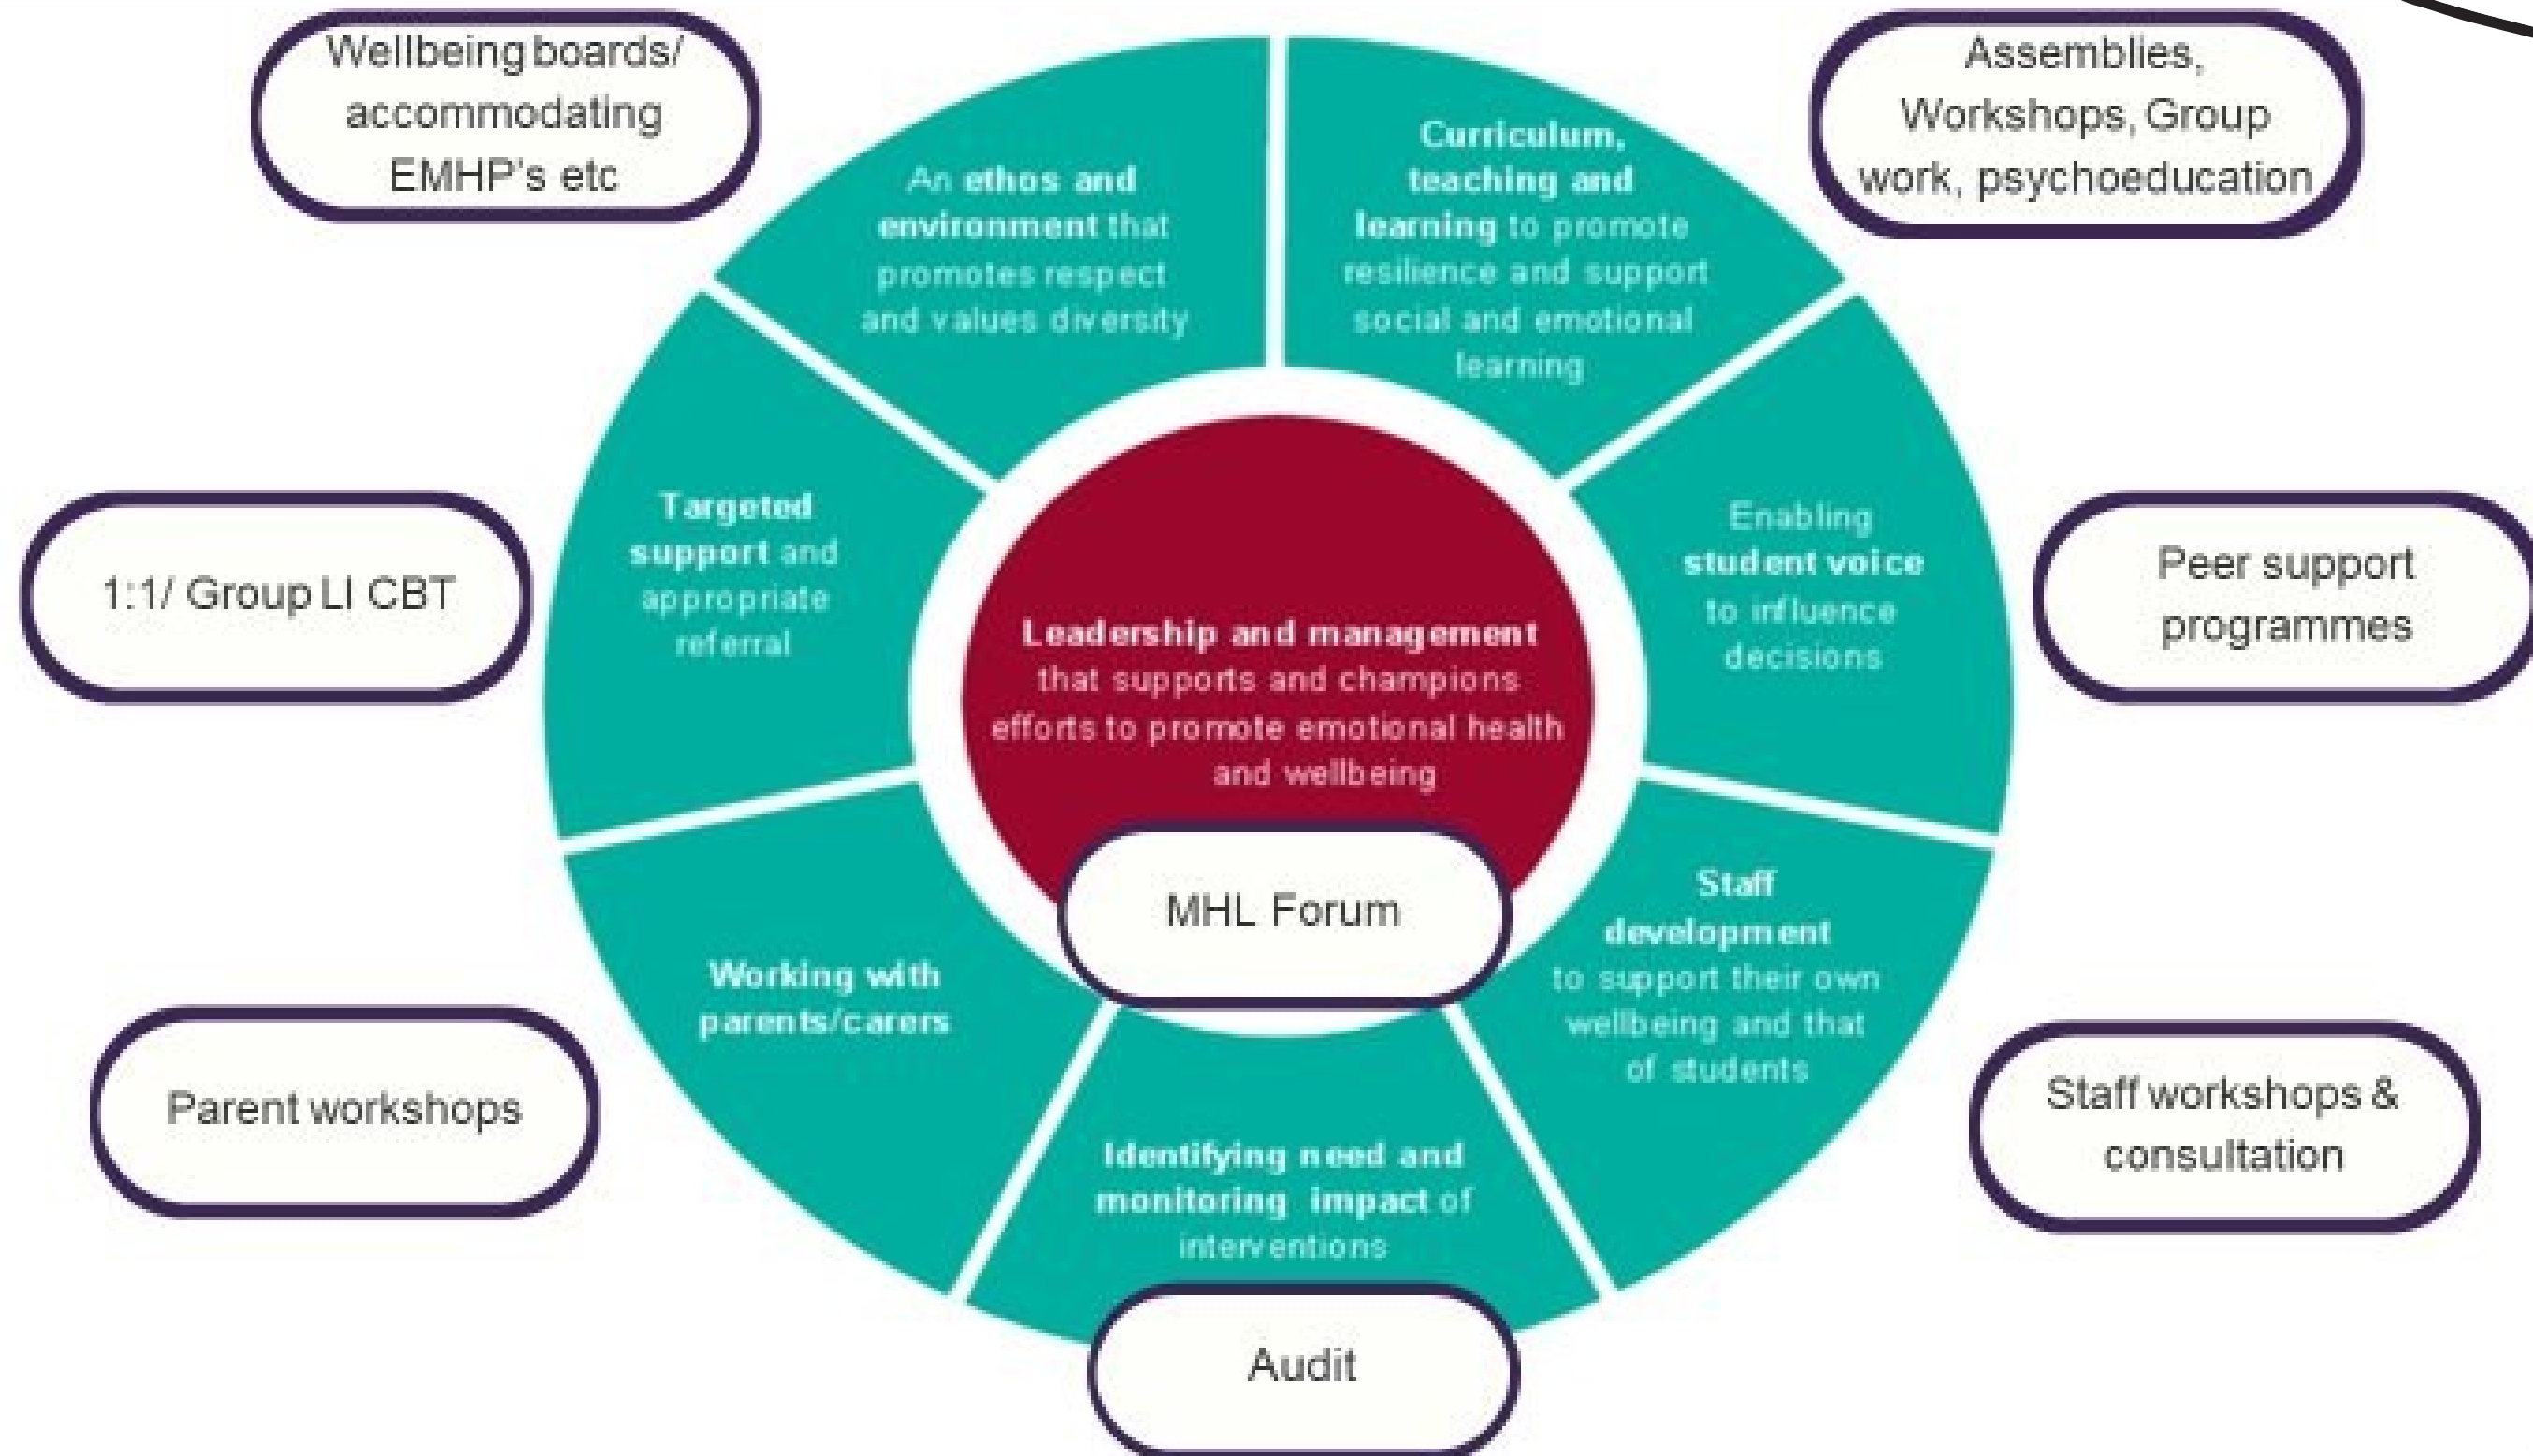 Wellbeing boards/
accommodating
EMHP's etc
Assemblies,
Workshops, Group
work, psychoeducation
An ethos and
environment that
promotes respect
and values diversity
Curriculum,
teaching and
learning to promote
resilience and support
social and emotional
learning
Targeted
support and
appropriate
referral
Enabling
student voice
to influence
decisions
1:1/ Group LI CBT
Peer support
programmes
Leadership and management
that supports and champions
efforts to promote emotional health
and wellbeing
MHL Forum
Working with
parents/carers
Staff
development
to support their own
wellbeing and that
of students
Parent workshops
Staff workshops &
consultation
Identifying need and
monitoring impact of
interventions
Audit